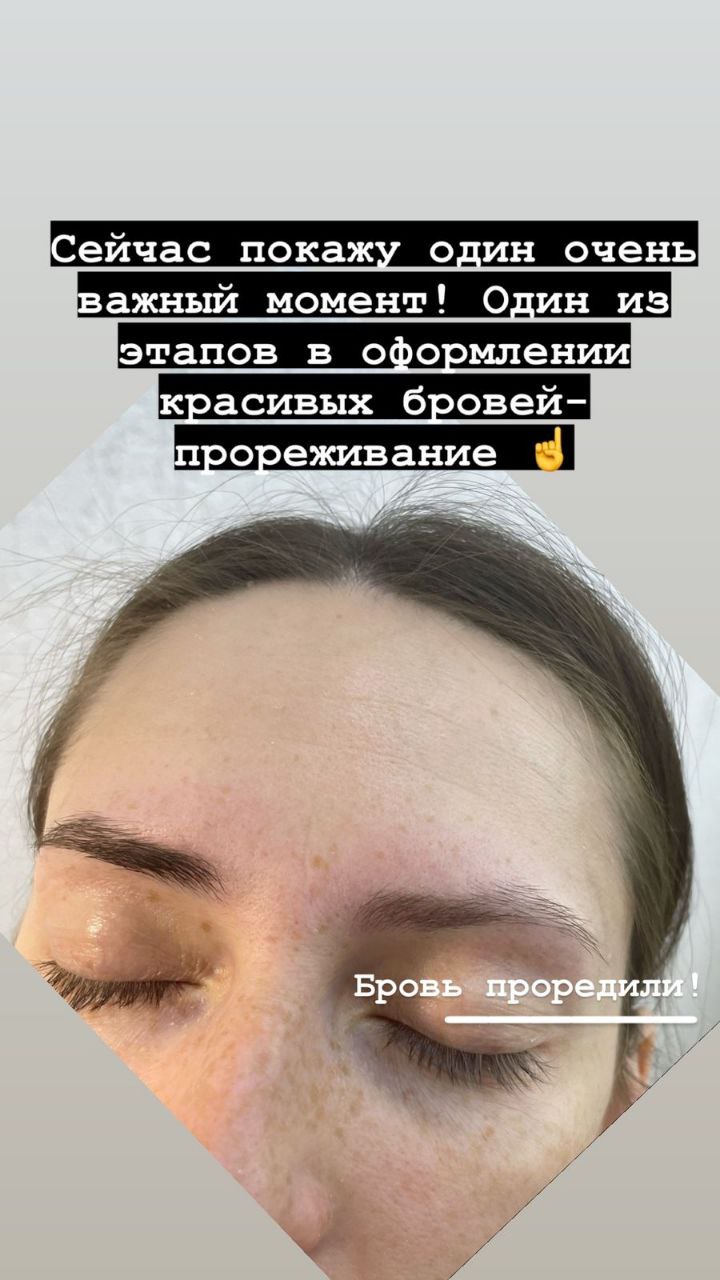 Сейчас покажу один очень
важный момент! Один из
этапов в оформлении
красивых бровей-
прореживание ☝️
Бровь проредили!